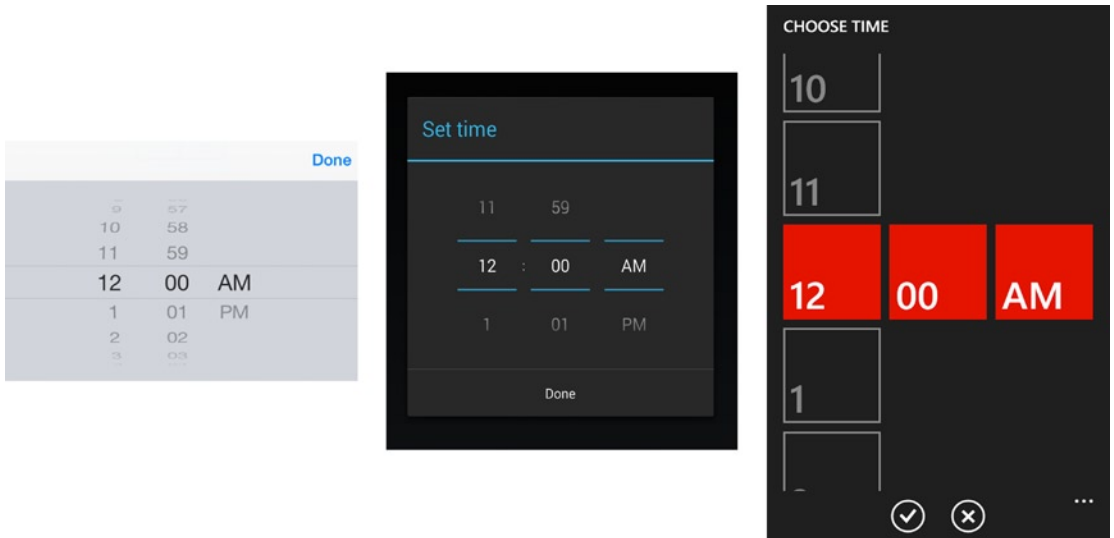 Done
9 57
10 58
11 59
12 00 AM
1 01 PM
2 02
3 03
Set time
11 59
12 : 00 AM
1 01 PM
Done
CHOOSE TIME
10
11
12 00 AM
1
...